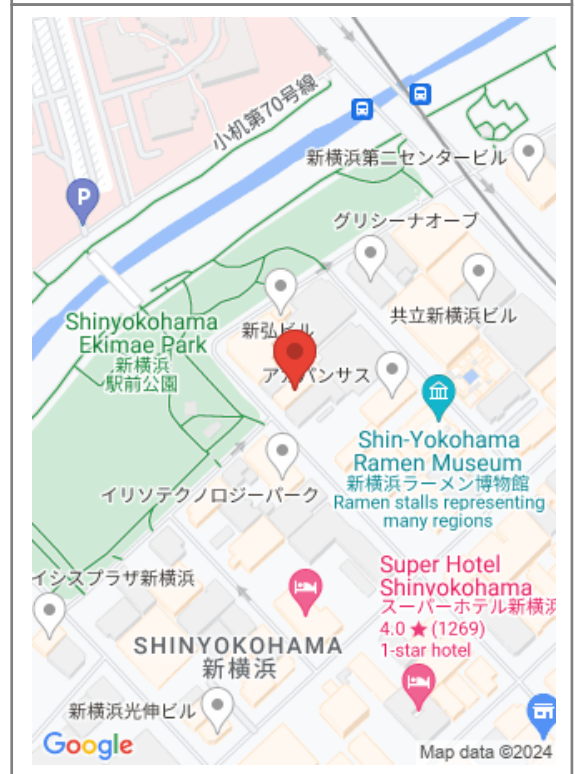 小机第70号線
新横浜第二センタービル
グリシーナオーブ
P
Shinyokohama
Ekimae Park
新横浜
駅前公園
新弘ビル
共立新横浜ビル
Shin-Yokohama
Ramen Museum
新横浜ラーメン博物館
Ramen stalls representing
many regions
イリソテクノロジーパーク
Super Hotel
Shinyokohama
スーパーホテル新横浜
4.0 ★ (1269)
1-star hotel
イシスプラザ新横浜
SHINYOKOHAMA
新横浜
新横浜光伸ビル
Google
Map data ©2024